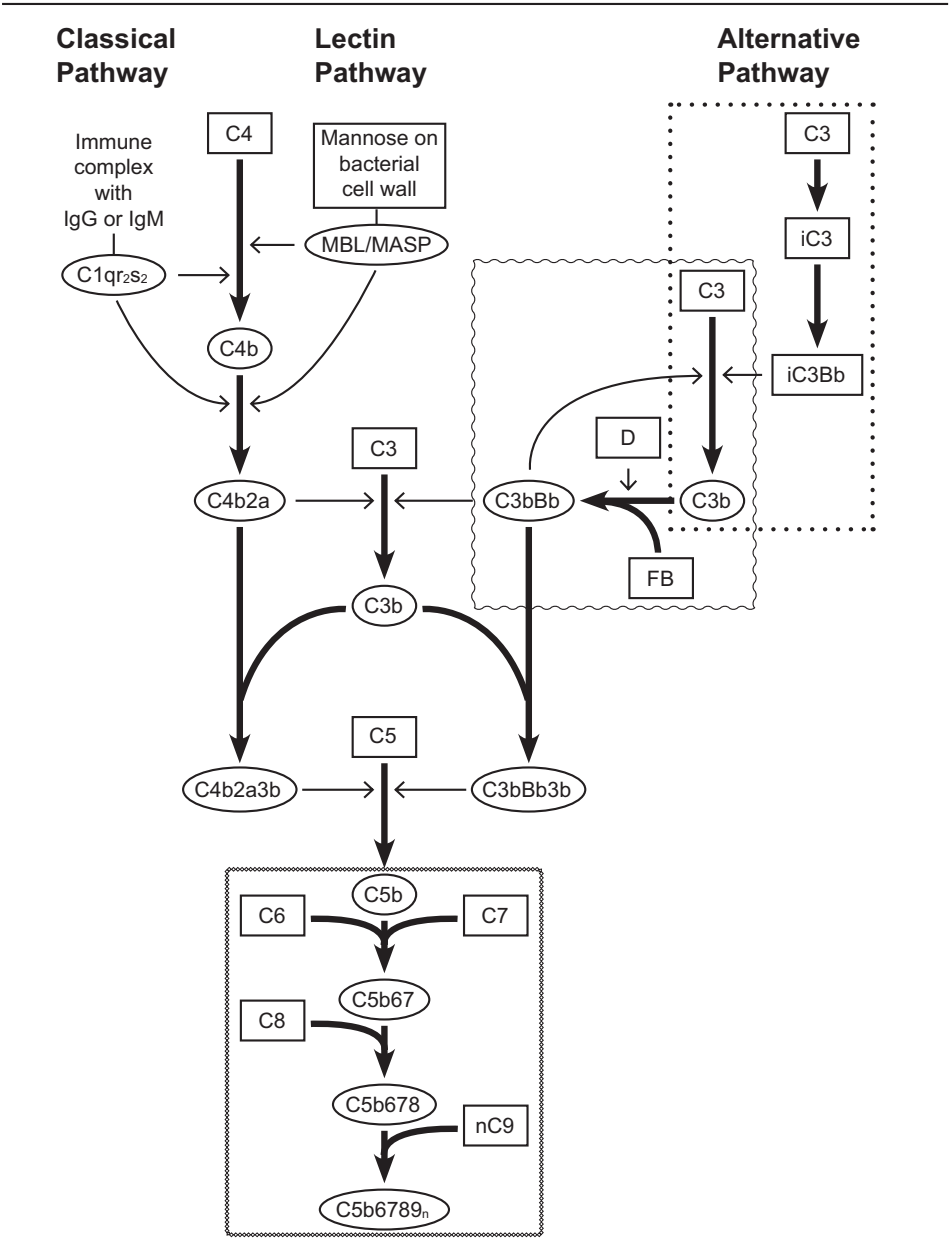 Classical
Pathway
Lectin
Pathway
Alternative
Pathway
Immune
complex
with
IgG or IgM
C4
Mannose on
bacterial
cell wall
C3
iC3
MBL/MASP
C1qr₂s₂
C3
C4b
iC3Bb
C3
D
C4b2a
C3bBb
C3b
FB
C3b
C5
C4b2a3b
C3bBb3b
C5b
C6
C7
C5b67
C8
C5b678
nC9
C5b6789ₙ